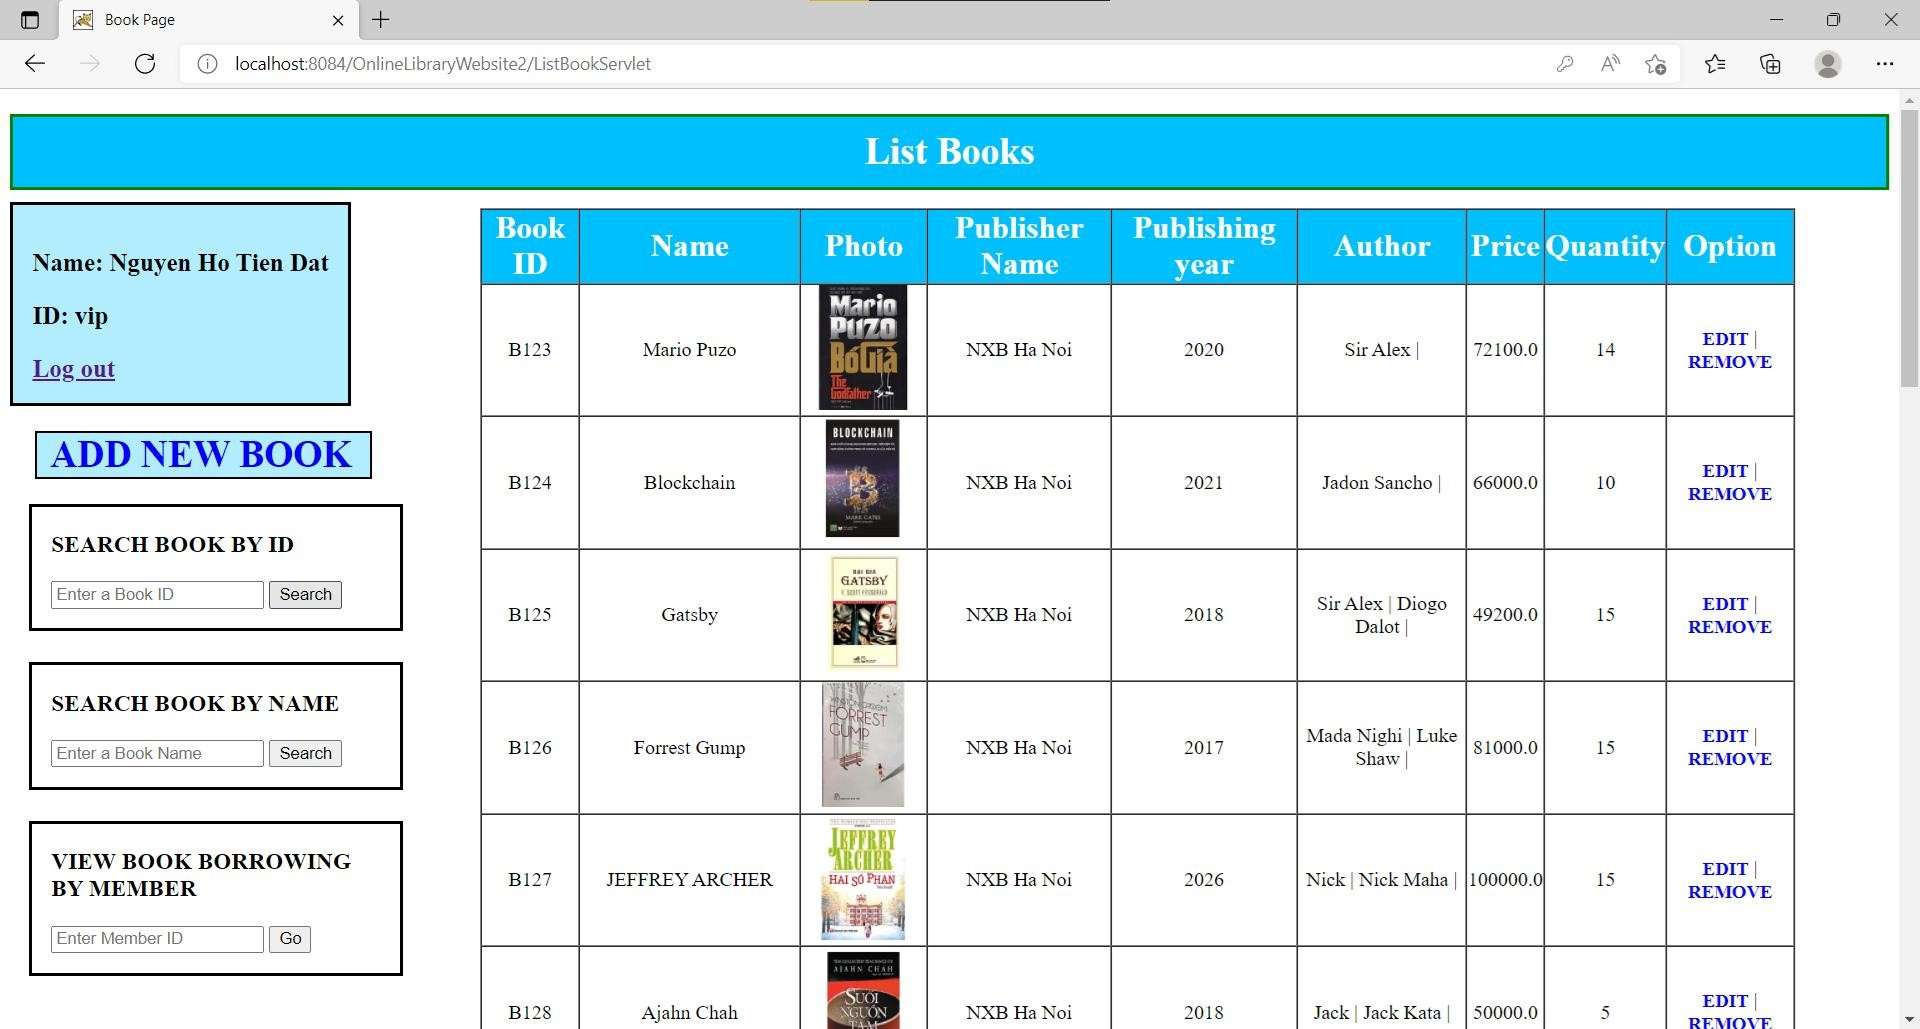 Book Page
localhost:8084/OnlineLibraryWebsite2/ListBookServlet
List Books
Name: Nguyen Ho Tien Dat
ID: vip
Log out
ADD NEW BOOK
SEARCH BOOK BY ID
Enter a Book ID Search
SEARCH BOOK BY NAME
Enter a Book Name Search
VIEW BOOK BORROWING
BY MEMBER
Enter Member ID Go
Book ID Name Photo Publisher Name Publishing year Author Price Quantity Option
B123 Mario Puzo NXB Ha Noi 2020 Sir Alex | 72100.0 14 EDIT | REMOVE
Mario
PUZO
Bố Già
The
Godfather
B124 Blockchain NXB Ha Noi 2021 Jadon Sancho | 66000.0 10 EDIT | REMOVE
BLOCKCHAIN
MARK GATES
B125 Gatsby NXB Ha Noi 2018 Sir Alex | Diogo Dalot | 49200.0 15 EDIT | REMOVE
ĐẠI GIA
GATSBY
F. SCOTT FITZGERALD
B126 Forrest Gump NXB Ha Noi 2017 Mada Nighi | Luke Shaw | 81000.0 15 EDIT | REMOVE
WINSTON GROOM
FORREST
GUMP
B127 JEFFREY ARCHER NXB Ha Noi 2026 Nick | Nick Maha | 100000.0 15 EDIT | REMOVE
JEFFREY
ARCHER
HAI SỐ PHẬN
B128 Ajahn Chah NXB Ha Noi 2018 Jack | Jack Kata | 50000.0 5 EDIT | REMOVE
THE COLLECTED TEACHINGS OF
AJAHN CHAH
SUỐI
NGUỒN
TÂM